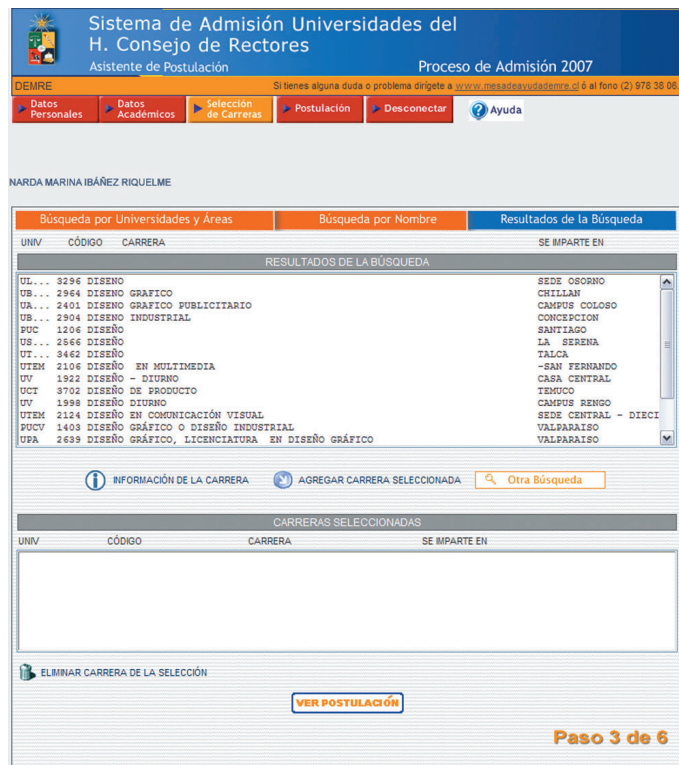 Sistema de Admisión Universidades del
H. Consejo de Rectores
Asistente de Postulación Proceso de Admisión 2007
DEMRE Si tienes alguna duda o problema dirígete a www.mesadeayudademre.cl ó al fono (2) 978 38 06.
Datos Personales Datos Académicos Selección de Carreras Postulación Desconectar Ayuda
NARDA MARINA IBÁÑEZ RIQUELME
Búsqueda por Universidades y Áreas Búsqueda por Nombre Resultados de la Búsqueda
UNIV CÓDIGO CARRERA SE IMPARTE EN
RESULTADOS DE LA BÚSQUEDA
UL... 3296 DISENO SEDE OSORNO
UB... 2964 DISENO GRAFICO CHILLAN
UA... 2401 DISENO GRAFICO PUBLICITARIO CAMPUS COLOSO
UB... 2904 DISENO INDUSTRIAL CONCEPCION
PUC 1206 DISEÑO SANTIAGO
US... 2566 DISEÑO LA SERENA
UT... 3462 DISEÑO TALCA
UTEM 2106 DISEÑO EN MULTIMEDIA -SAN FERNANDO
UV 1922 DISEÑO - DIURNO CASA CENTRAL
UCT 3702 DISEÑO DE PRODUCTO TEMUCO
UV 1998 DISEÑO DIURNO CAMPUS RENGO
UTEM 2124 DISEÑO EN COMUNICACIÓN VISUAL SEDE CENTRAL - DIECI
PUCV 1403 DISEÑO GRÁFICO O DISEÑO INDUSTRIAL VALPARAISO
UPA 2639 DISEÑO GRÁFICO, LICENCIATURA EN DISEÑO GRÁFICO VALPARAISO
INFORMACIÓN DE LA CARRERA AGREGAR CARRERA SELECCIONADA Otra Búsqueda
CARRERAS SELECCIONADAS
UNIV CÓDIGO CARRERA SE IMPARTE EN
ELIMINAR CARRERA DE LA SELECCIÓN
VER POSTULACIÓN
Paso 3 de 6